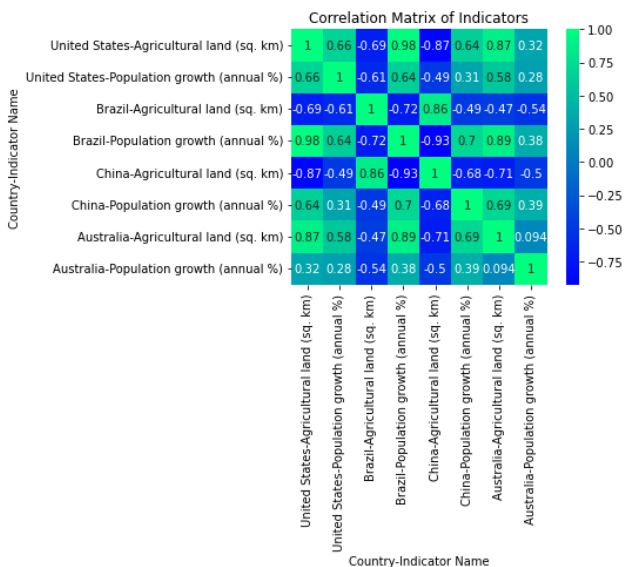 Correlation Matrix of Indicators
Country-Indicator Name
United States-Agricultural land (sq. km) 1 0.66 -0.69 0.98 -0.87 0.64 0.87 0.32
United States-Population growth (annual %) 0.66 1 -0.61 0.64 -0.49 0.31 0.58 0.28
Brazil-Agricultural land (sq. km) -0.69 -0.61 1 -0.72 0.86 -0.49 -0.47 -0.54
Brazil-Population growth (annual %) 0.98 0.64 -0.72 1 -0.93 0.7 0.89 0.38
China-Agricultural land (sq. km) -0.87 -0.49 0.86 -0.93 1 -0.68 -0.71 -0.5
China-Population growth (annual %) 0.64 0.31 -0.49 0.7 -0.68 1 0.69 0.39
Australia-Agricultural land (sq. km) 0.87 0.58 -0.47 0.89 -0.71 0.69 1 0.094
Australia-Population growth (annual %) 0.32 0.28 -0.54 0.38 -0.5 0.39 0.094 1
United States-Agricultural land (sq. km)
United States-Population growth (annual %)
Brazil-Agricultural land (sq. km)
Brazil-Population growth (annual %)
China-Agricultural land (sq. km)
China-Population growth (annual %)
Australia-Agricultural land (sq. km)
Australia-Population growth (annual %)
Country-Indicator Name
1.00
0.75
0.50
0.25
0.00
−0.25
−0.50
−0.75